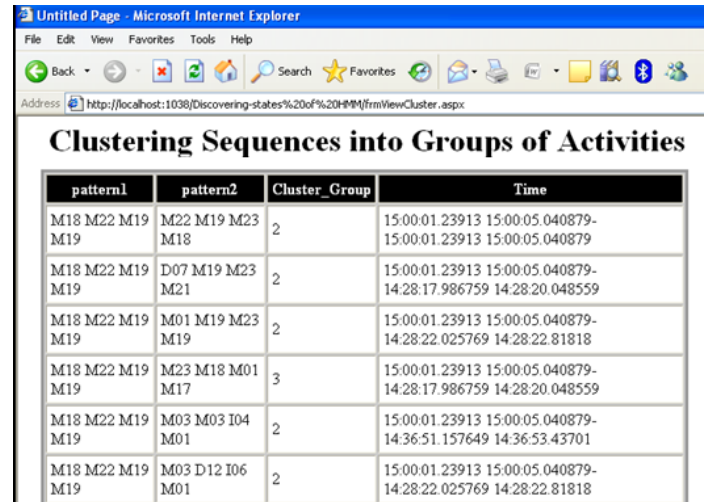 Untitled Page - Microsoft Internet Explorer
File Edit View Favorites Tools Help
Back Search Favorites
Address http://localhost:1038/Discovering-states%20of%20HMM/frmViewCluster.aspx
Clustering Sequences into Groups of Activities
pattern1 pattern2 Cluster_Group Time
M18 M22 M19 M22 M19 M23 15:00:01.23913 15:00:05.040879-
M19 M18 2 15:00:01.23913 15:00:05.040879
M18 M22 M19 D07 M19 M23 15:00:01.23913 15:00:05.040879-
M19 M21 2 14:28:17.986759 14:28:20.048559
M18 M22 M19 M01 M19 M23 15:00:01.23913 15:00:05.040879-
M19 M19 2 14:28:22.025769 14:28:22.81818
M18 M22 M19 M23 M18 M01 15:00:01.23913 15:00:05.040879-
M19 M17 3 14:28:17.986759 14:28:20.048559
M18 M22 M19 M03 M03 I04 15:00:01.23913 15:00:05.040879-
M19 M01 2 14:36:51.157649 14:36:53.43701
M18 M22 M19 M03 D12 I06 15:00:01.23913 15:00:05.040879-
M19 M01 2 14:28:22.025769 14:28:22.81818